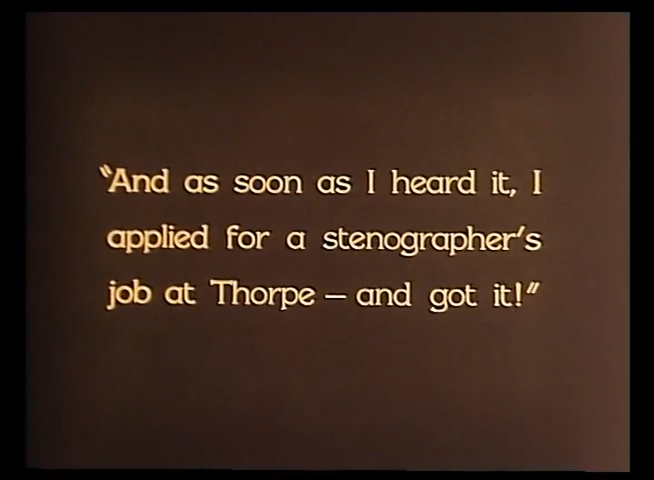 “And as soon as I heard it, I
applied for a stenographer's
job at Thorpe – and got it!”